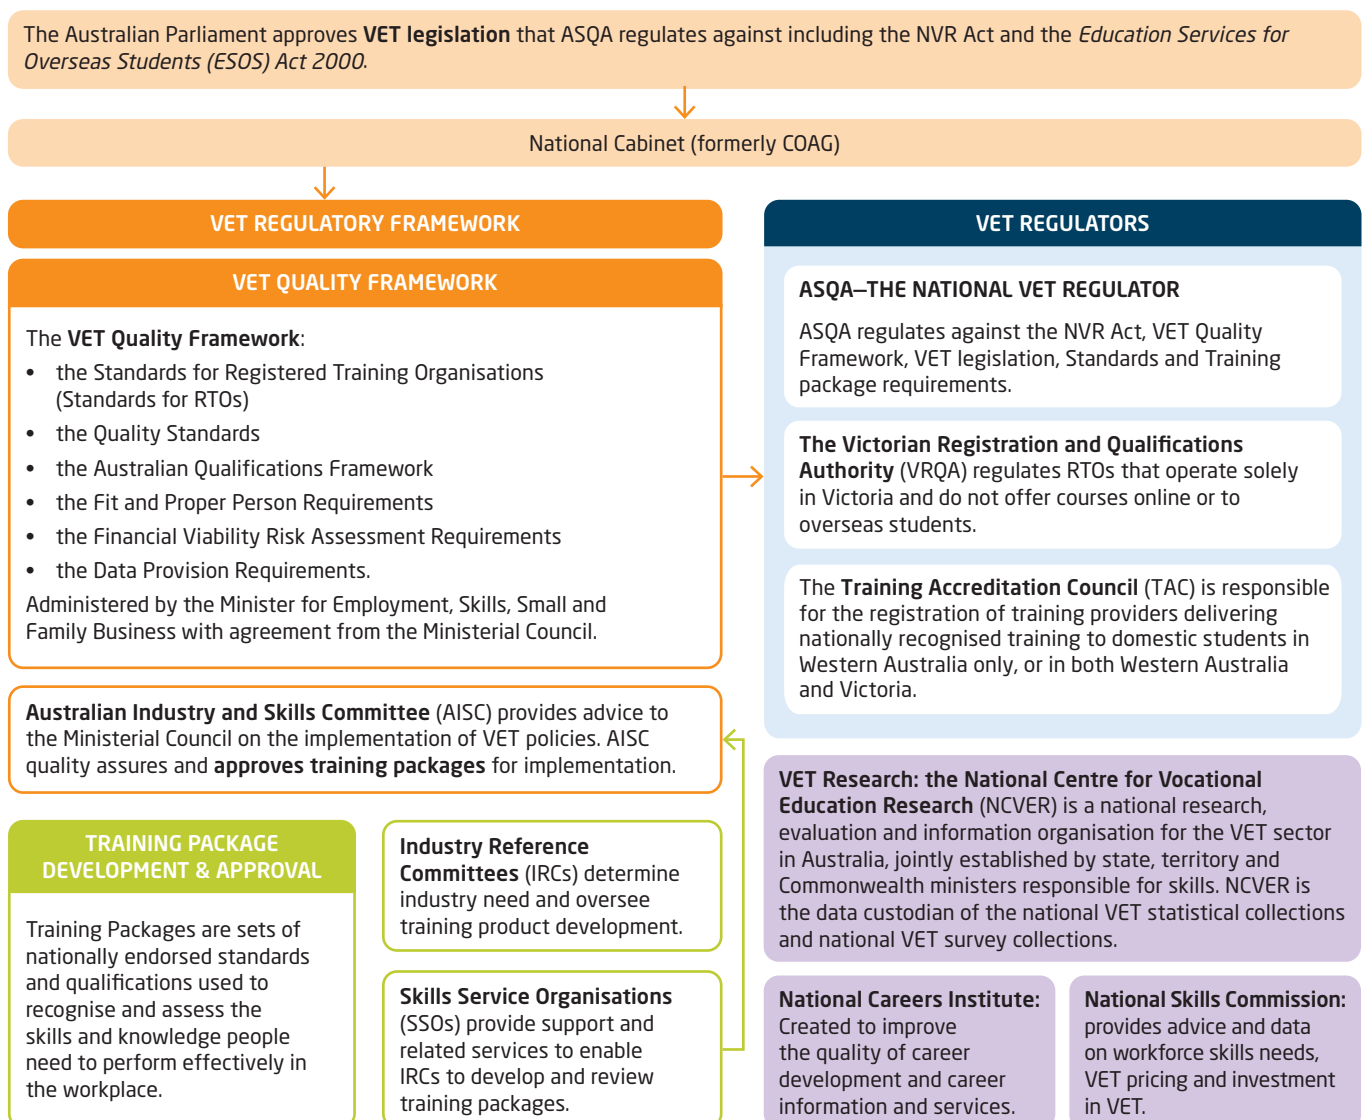 The Australian Parliament approves VET legislation that ASQA regulates against including the NVR Act and the Education Services for
Overseas Students (ESOS) Act 2000.
National Cabinet (formerly COAG)
VET REGULATORY FRAMEWORK
VET QUALITY FRAMEWORK
The VET Quality Framework:
• the Standards for Registered Training Organisations
(Standards for RTOs)
• the Quality Standards
• the Australian Qualifications Framework
• the Fit and Proper Person Requirements
• the Financial Viability Risk Assessment Requirements
• the Data Provision Requirements.
Administered by the Minister for Employment, Skills, Small and
Family Business with agreement from the Ministerial Council.
Australian Industry and Skills Committee (AISC) provides advice to
the Ministerial Council on the implementation of VET policies. AISC
quality assures and approves training packages for implementation.
TRAINING PACKAGE
DEVELOPMENT & APPROVAL
Training Packages are sets of
nationally endorsed standards
and qualifications used to
recognise and assess the
skills and knowledge people
need to perform effectively in
the workplace.
Industry Reference
Committees (IRCs) determine
industry need and oversee
training product development.
Skills Service Organisations
(SSOs) provide support and
related services to enable
IRCs to develop and review
training packages.
VET REGULATORS
ASQA—THE NATIONAL VET REGULATOR
ASQA regulates against the NVR Act, VET Quality
Framework, VET legislation, Standards and Training
package requirements.
The Victorian Registration and Qualifications
Authority (VRQA) regulates RTOs that operate solely
in Victoria and do not offer courses online or to
overseas students.
The Training Accreditation Council (TAC) is responsible
for the registration of training providers delivering
nationally recognised training to domestic students in
Western Australia only, or in both Western Australia
and Victoria.
VET Research: the National Centre for Vocational
Education Research (NCVER) is a national research,
evaluation and information organisation for the VET sector
in Australia, jointly established by state, territory and
Commonwealth ministers responsible for skills. NCVER is
the data custodian of the national VET statistical collections
and national VET survey collections.
National Careers Institute:
Created to improve
the quality of career
development and career
information and services.
National Skills Commission:
provides advice and data
on workforce skills needs,
VET pricing and investment
in VET.